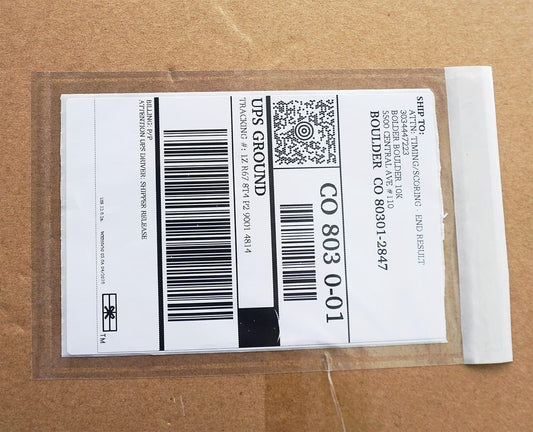 SHIP TO:
ATTN: TIMING/SCORING - END RESULT
3034447223
BOLDER BOULDER 10K
5500 CENTRAL AVE, #110
BOULDER CO 80301-2847
CO 803 0-01
UPS GROUND
TRACKING #: 1Z R67 8T4 P2 9001 4814
BILLING: P/P
ATTENTION UPS DRIVER: SHIPPER RELEASE
TM